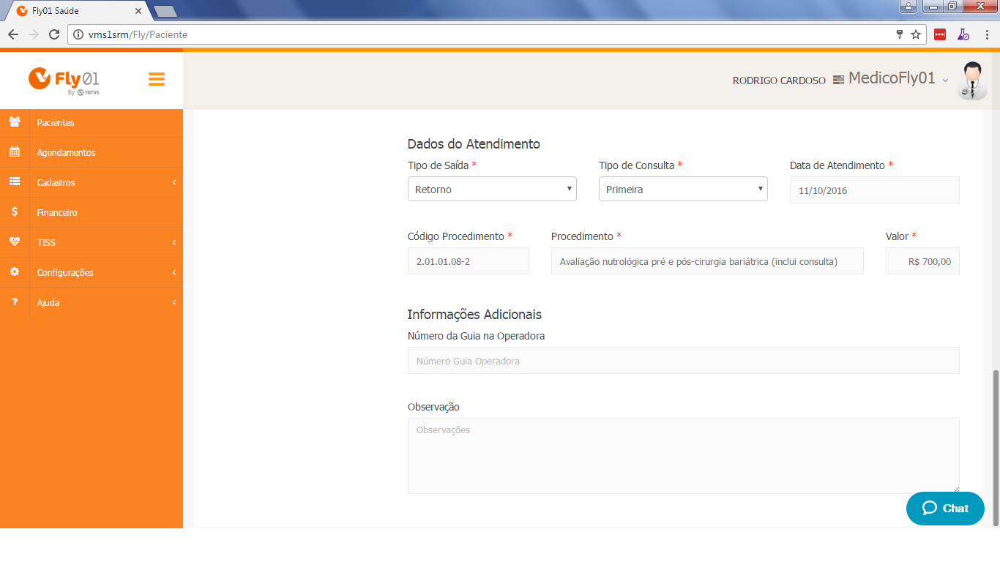 Fly01 Saúde
vms1srm/Fly/Paciente
Fly01
by TOTVS
RODRIGO CARDOSO MedicoFly01
Pacientes
Agendamentos
Cadastros
Financeiro
TISS
Configurações
Ajuda
Dados do Atendimento
Tipo de Saída * Tipo de Consulta * Data de Atendimento *
Retorno Primeira 11/10/2016
Código Procedimento * Procedimento * Valor *
2.01.01.08-2 Avaliação nutrológica pré e pós-cirurgia bariátrica (inclui consulta) R$ 700,00
Informações Adicionais
Número da Guia na Operadora
Número Guia Operadora
Observação
Observações
Chat